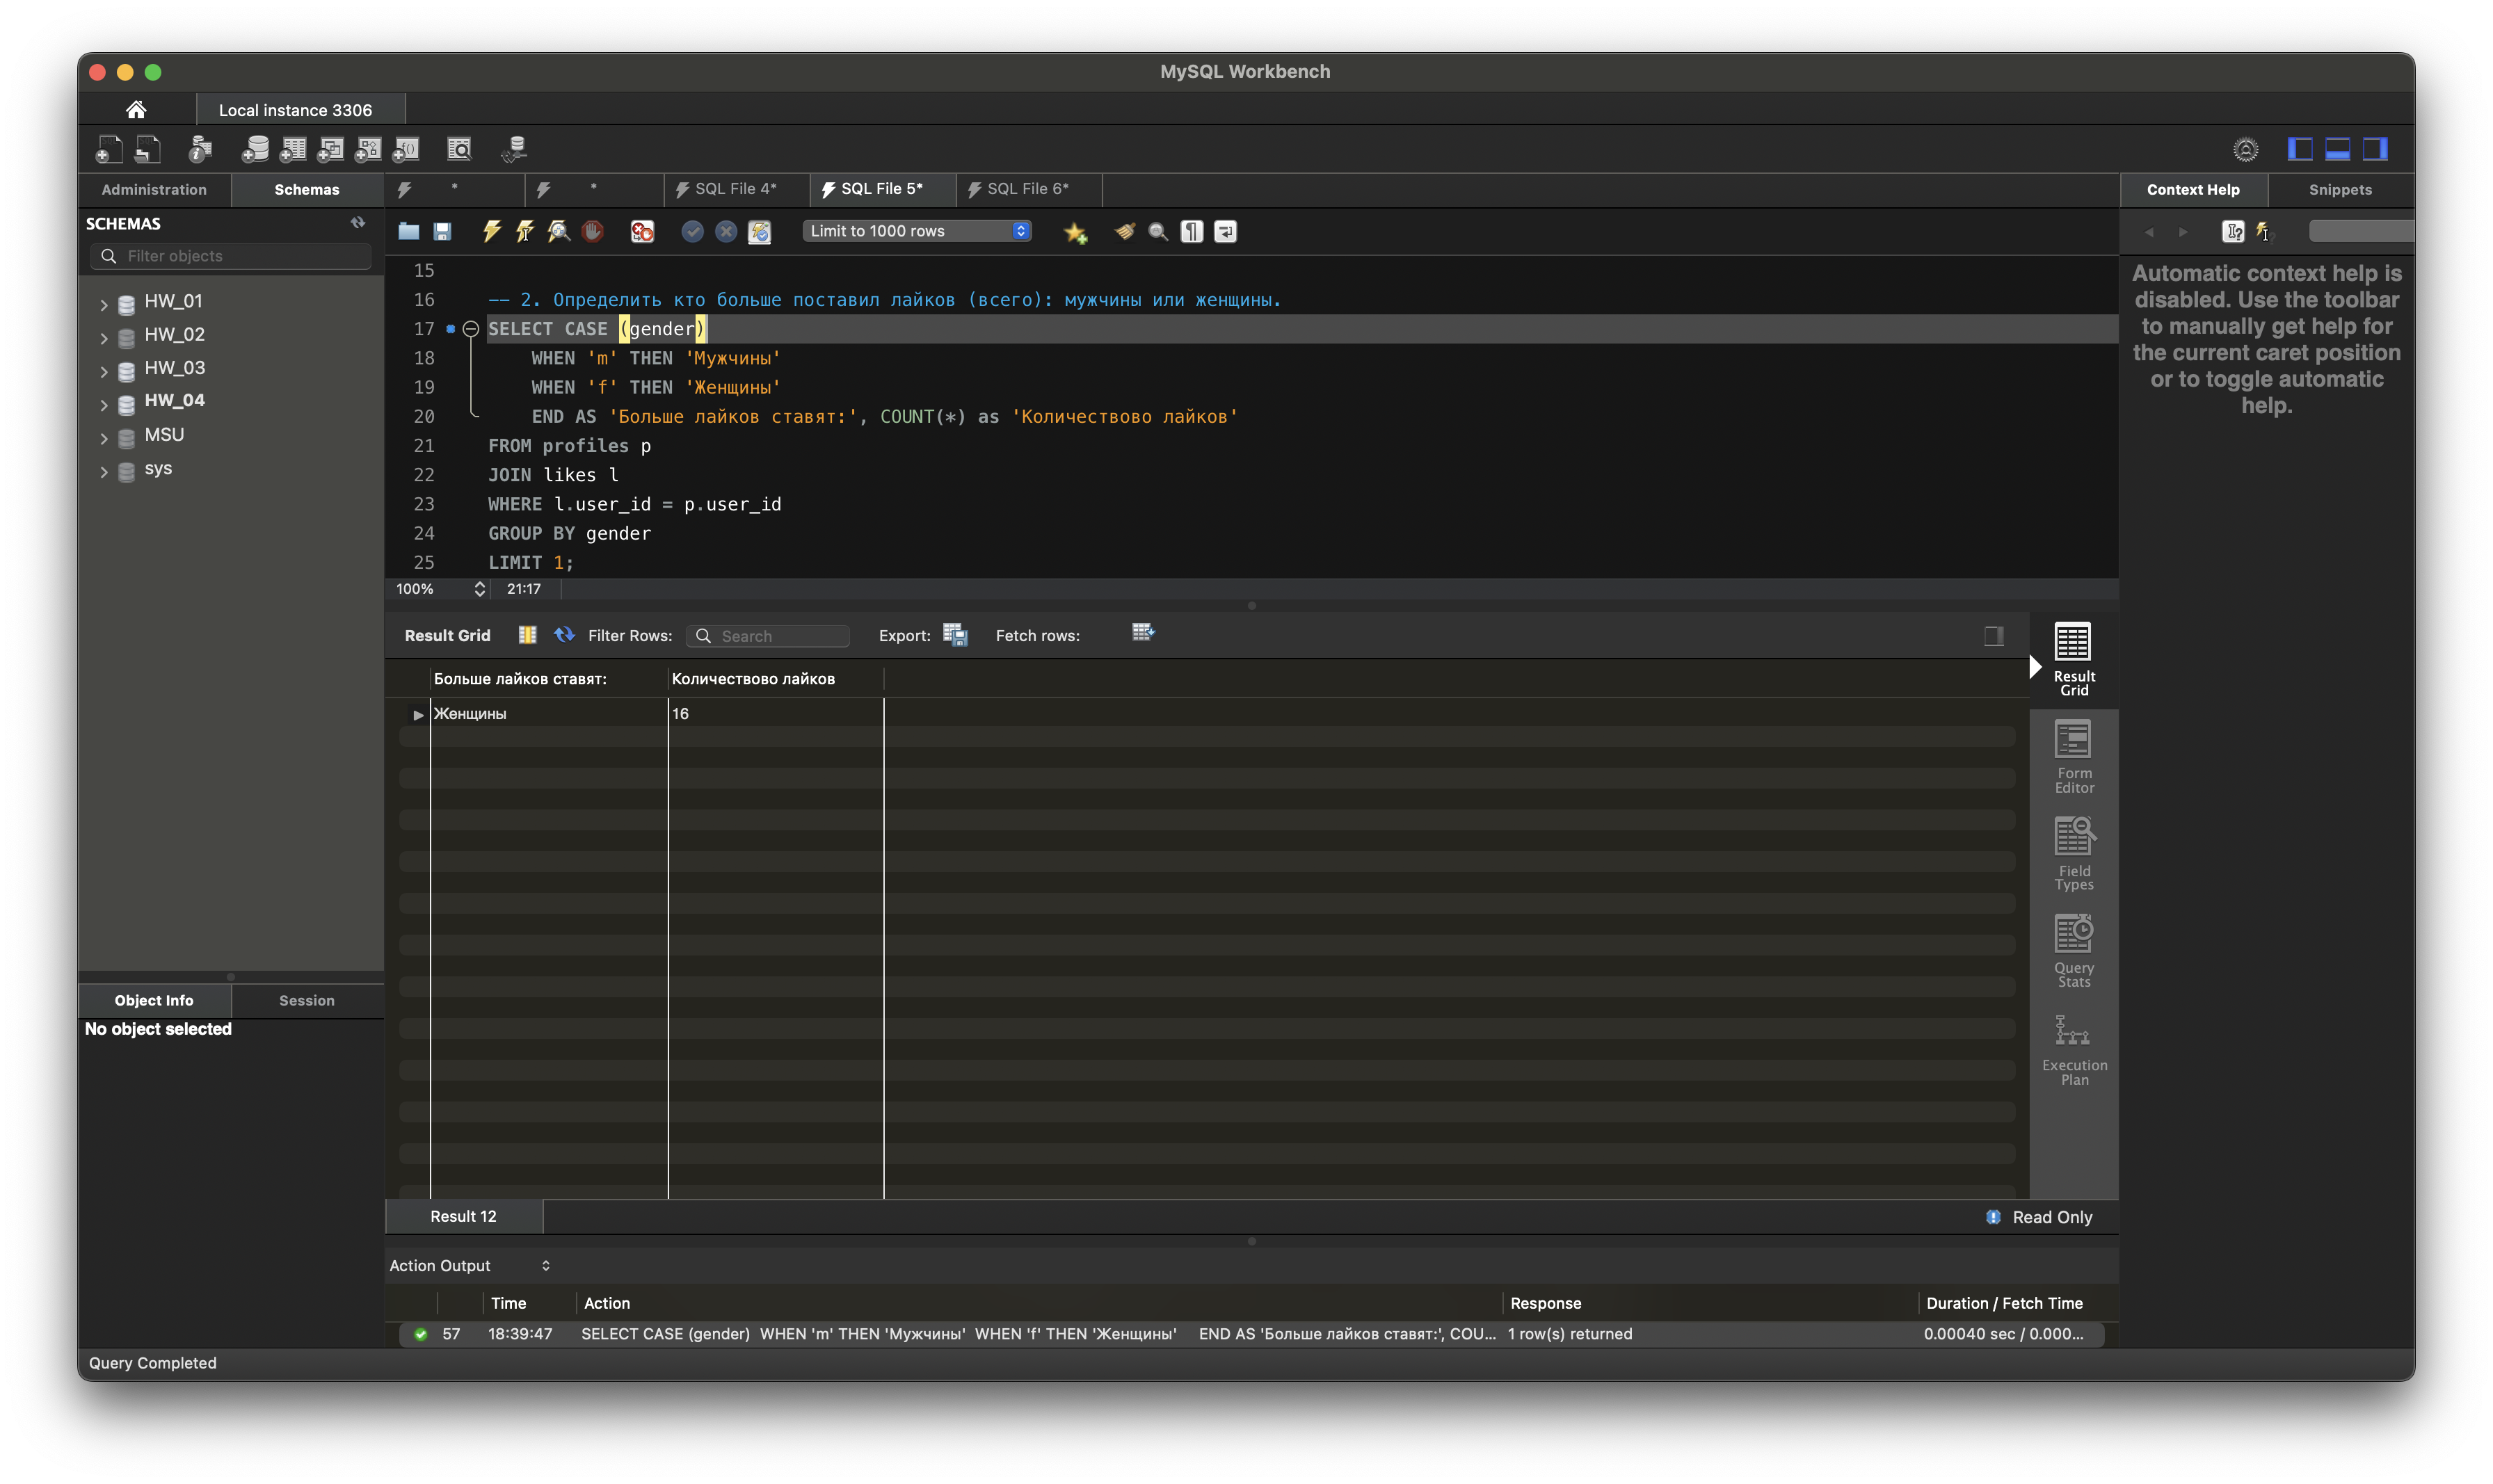 MySQL Workbench
Local instance 3306
Administration
Schemas
*
*
SQL File 4*
SQL File 5*
SQL File 6*
Context Help
Snippets
SCHEMAS
Filter objects
Limit to 1000 rows
HW_01
HW_02
HW_03
HW_04
MSU
sys
15
16 -- 2. Определить кто больше поставил лайков (всего): мужчины или женщины.
17 SELECT CASE (gender)
18 WHEN 'm' THEN 'Мужчины'
19 WHEN 'f' THEN 'Женщины'
20 END AS 'Больше лайков ставят:', COUNT(*) as 'Количествово лайков'
21 FROM profiles p
22 JOIN likes l
23 WHERE l.user_id = p.user_id
24 GROUP BY gender
25 LIMIT 1;
Automatic context help is
disabled. Use the toolbar
to manually get help for
the current caret position
or to toggle automatic
help.
100%
21:17
Result Grid
Filter Rows:
Search
Export:
Fetch rows:
Больше лайков ставят:
Количествово лайков
Женщины
16
Result
Grid
Form
Editor
Field
Types
Query
Stats
Execution
Plan
Object Info
Session
No object selected
Result 12
Read Only
Action Output
Time
Action
Response
Duration / Fetch Time
57
18:39:47
SELECT CASE (gender) WHEN 'm' THEN 'Мужчины' WHEN 'f' THEN 'Женщины' END AS 'Больше лайков ставят:', COU...
1 row(s) returned
0.00040 sec / 0.000...
Query Completed